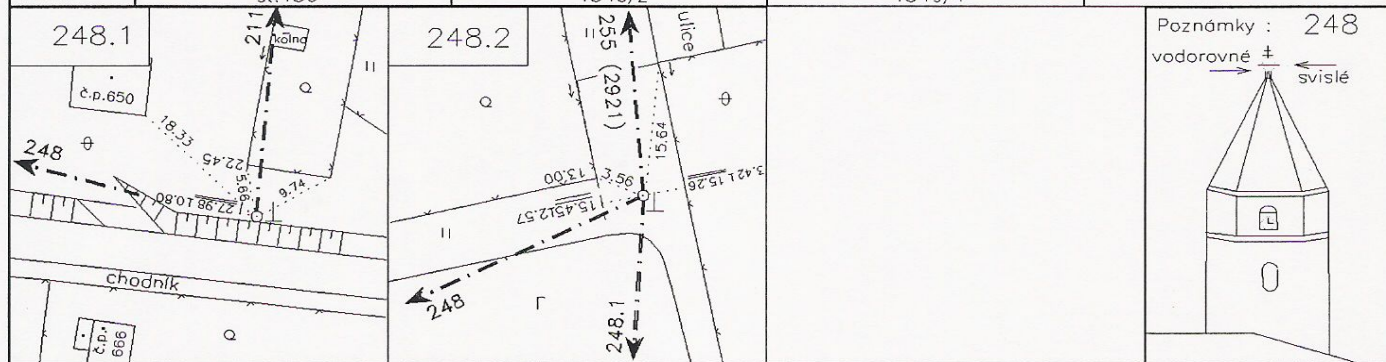 248.1
211
kolna
č.p.650
18.33
22.45
5.66
9.74
248
27.98 10.80
chodník
č.p.
666
248.2
255 (2921)
ulice
15.64
13.00
3.56
3.42 15.26
15.45 12.57
248
248.1
Poznámky : 248
vodorovné
svislé